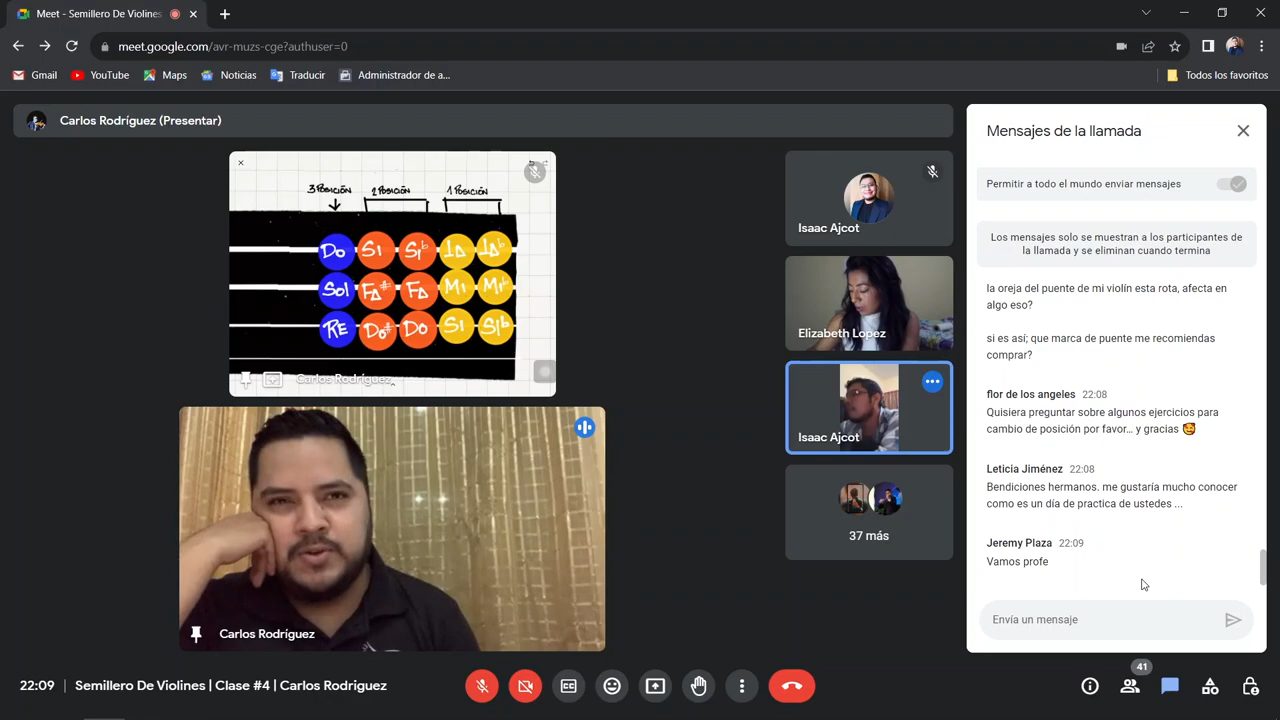 Meet - Semillero De Violines
meet.google.com/avr-muzs-cge?authuser=0
Gmail
YouTube
Maps
Noticias
Traducir
Administrador de a...
Todos los favoritos
Carlos Rodríguez (Presentar)
3 POSICIÓN
2 POSICIÓN
1 POSICIÓN
DO SI SIb LA LAb
SOL FA# FA MI MIb
RE DO# DO SI SIb
Carlos Rodríguez
Carlos Rodríguez
Isaac Ajcot
Elizabeth Lopez
Isaac Ajcot
37 más
Mensajes de la llamada
Permitir a todo el mundo enviar mensajes
Los mensajes solo se muestran a los participantes de
la llamada y se eliminan cuando termina
la oreja del puente de mi violín esta rota, afecta en
algo eso?
si es así; que marca de puente me recomiendas
comprar?
flor de los angeles 22:08
Quisiera preguntar sobre algunos ejercicios para
cambio de posición por favor... y gracias 🥰
Leticia Jiménez 22:08
Bendiciones hermanos. me gustaría mucho conocer
como es un día de practica de ustedes ...
Jeremy Plaza 22:09
Vamos profe
Envía un mensaje
22:09 | Semillero De Violines | Clase #4 | Carlos Rodriguez
41